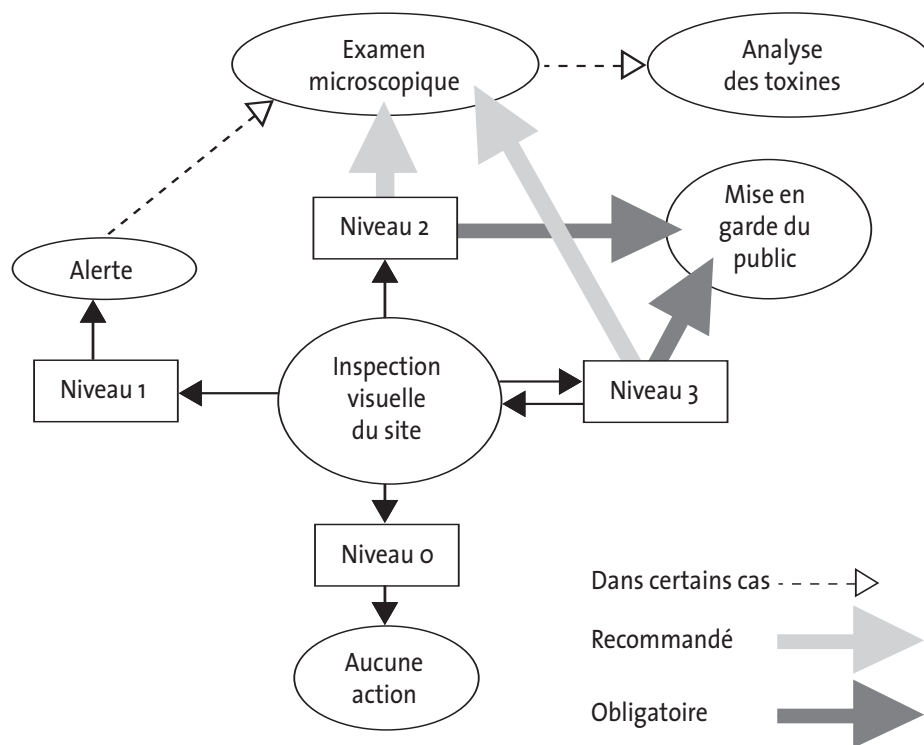 Examen
microscopique
Analyse
des toxines
Niveau 2
Mise en
garde du
public
Alerte
Niveau 1
Inspection
visuelle
du site
Niveau 3
Niveau 0
Aucune
action
Dans certains cas
Recommandé
Obligatoire